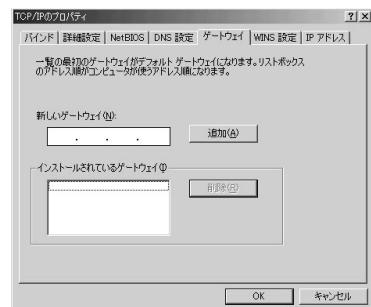 TCP/IPのプロパティ
バインド 詳細設定 NetBIOS DNS 設定 ゲートウェイ WINS 設定 IP アドレス
一覧の最初のゲートウェイがデフォルト ゲートウェイになります。リストボックス
のアドレス順がコンピュータが使うアドレス順になります。
新しいゲートウェイ(N):
. . .
追加(A)
インストールされているゲートウェイ(I)
削除(R)
OK キャンセル